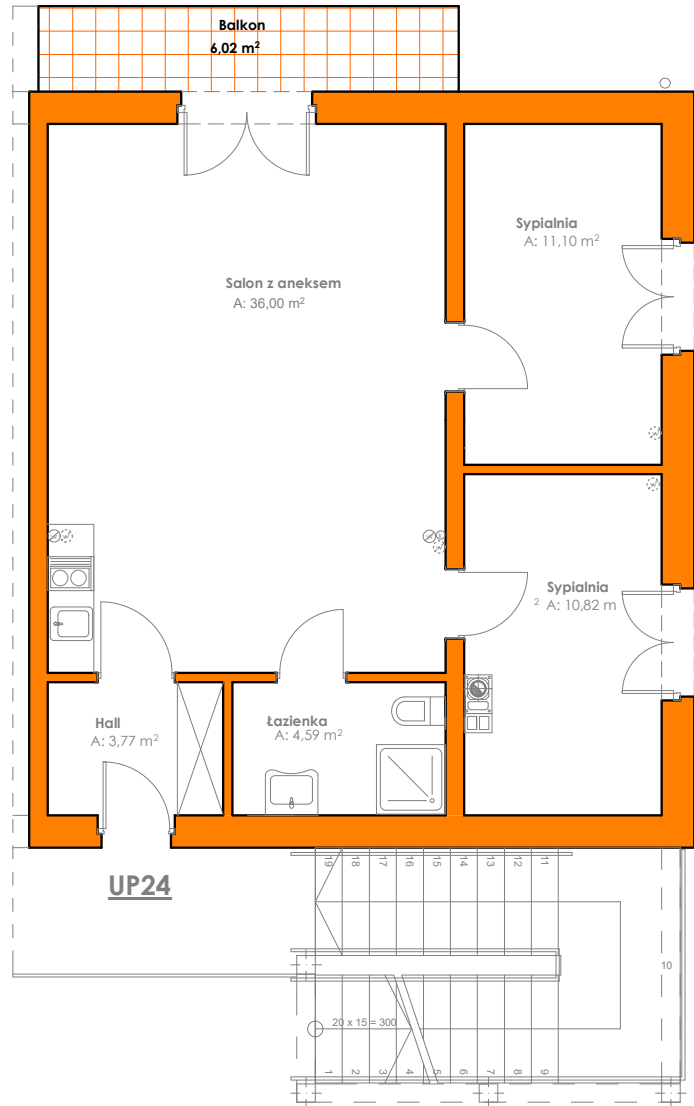 Balkon
6,02 m²
Sypialnia
A: 11,10 m²
Salon z aneksem
A: 36,00 m²
Sypialnia
2 A: 10,82 m
Hall
A: 3,77 m²
Łazienka
A: 4,59 m²
UP24
19 18 17 16 15 14 13 12 11
10
20 x 15 = 300
1 2 3 4 5 6 7 8 9